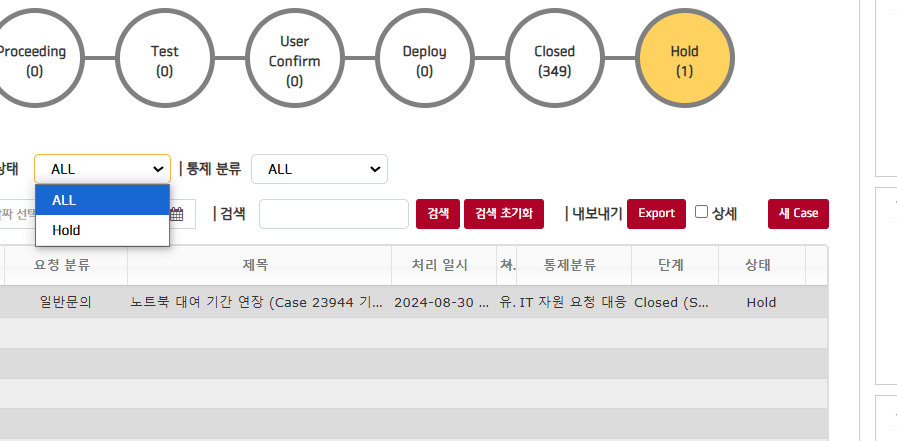 Proceeding
(0)
Test
(0)
User
Confirm
(0)
Deploy
(0)
Closed
(349)
Hold
(1)
상태 ALL | 통제 분류 ALL
ALL
Hold
짜 선택
| 검색 검색 검색 초기화 | 내보내기 Export 상세 새 Case
요청 분류 제목 처리 일시 통제분류 단계 상태
일반문의 노트북 대여 기간 연장 (Case 23944 기... 2024-08-30 ... 유. IT 자원 요청 대응 Closed (S... Hold